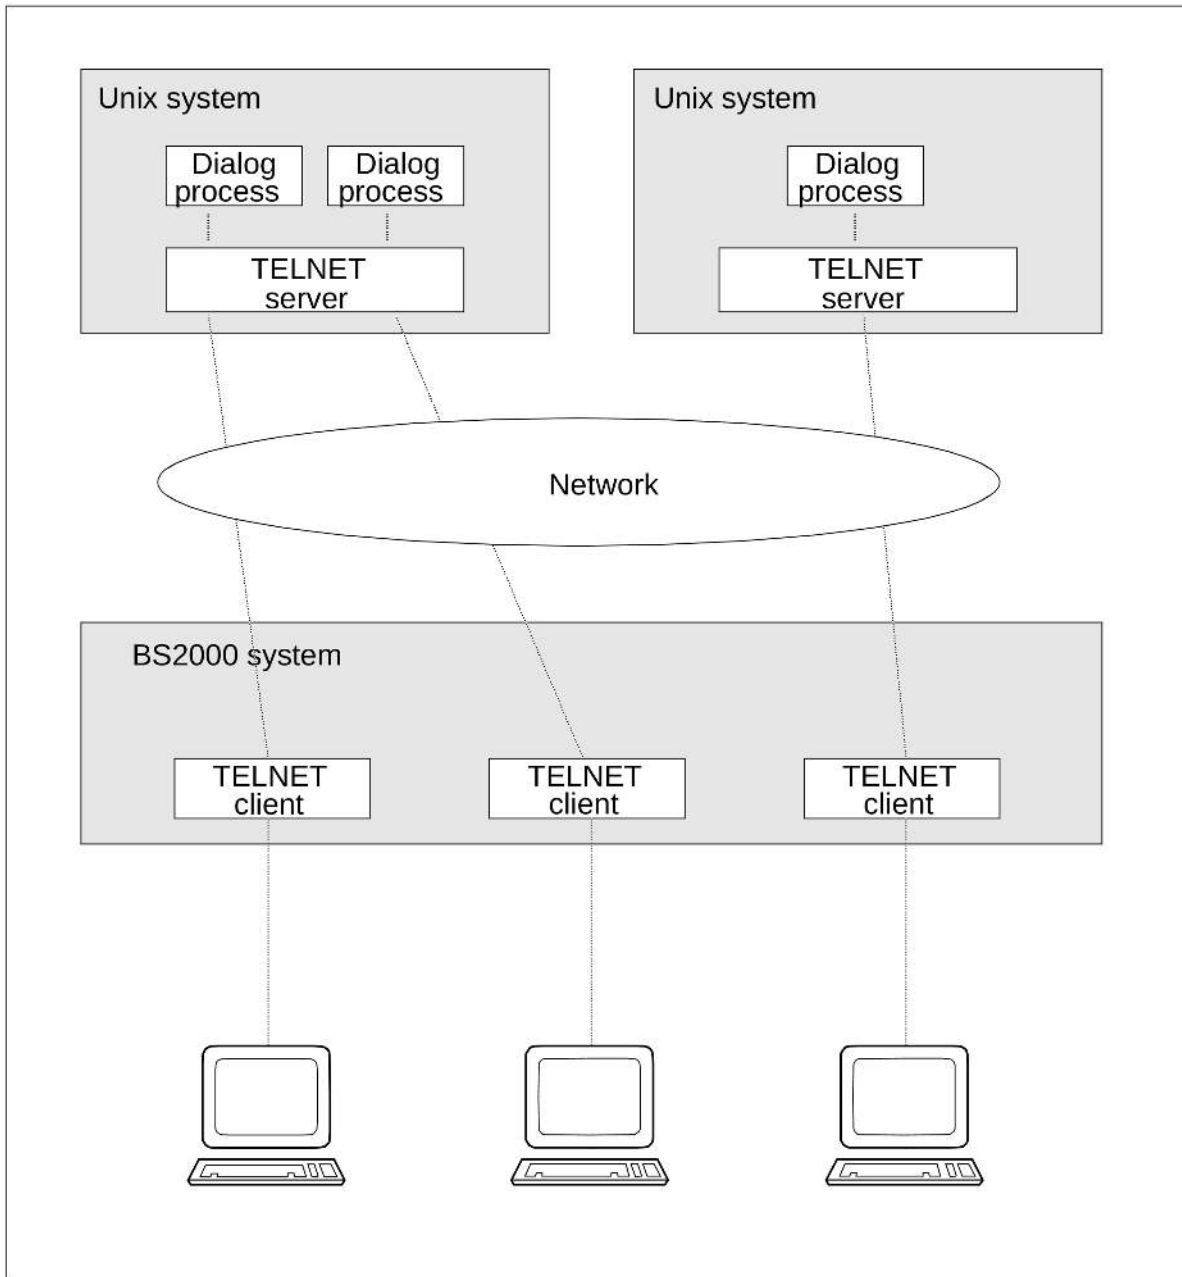 Unix system
Dialog
process
Dialog
process
TELNET
server
Unix system
Dialog
process
TELNET
server
Network
BS2000 system
TELNET
client
TELNET
client
TELNET
client